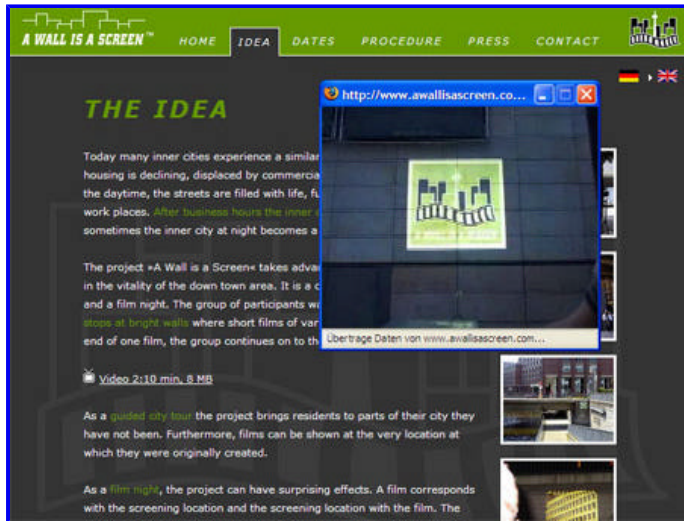 A WALL IS A SCREEN™
HOME IDEA DATES PROCEDURE PRESS CONTACT
THE IDEA
http://www.awallisascreen.co...
Today many inner cities experience a similar
housing is declining, displaced by commercia
the daytime, the streets are filled with life, fu
work places. After business hours the inner
sometimes the inner city at night becomes a
The project »A Wall is a Screen« takes advan
in the vitality of the down town area. It is a
and a film night. The group of participants wa
stops at bright walls where short films of var
end of one film, the group continues on to th
Übertrage Daten von www.awallisascreen.com...
Video 2:10 min, 8 MB
As a guided city tour the project brings residents to parts of their city they
have not been. Furthermore, films can be shown at the very location at
which they were originally created.
As a film night, the project can have surprising effects. A film corresponds
with the screening location and the screening location with the film. The